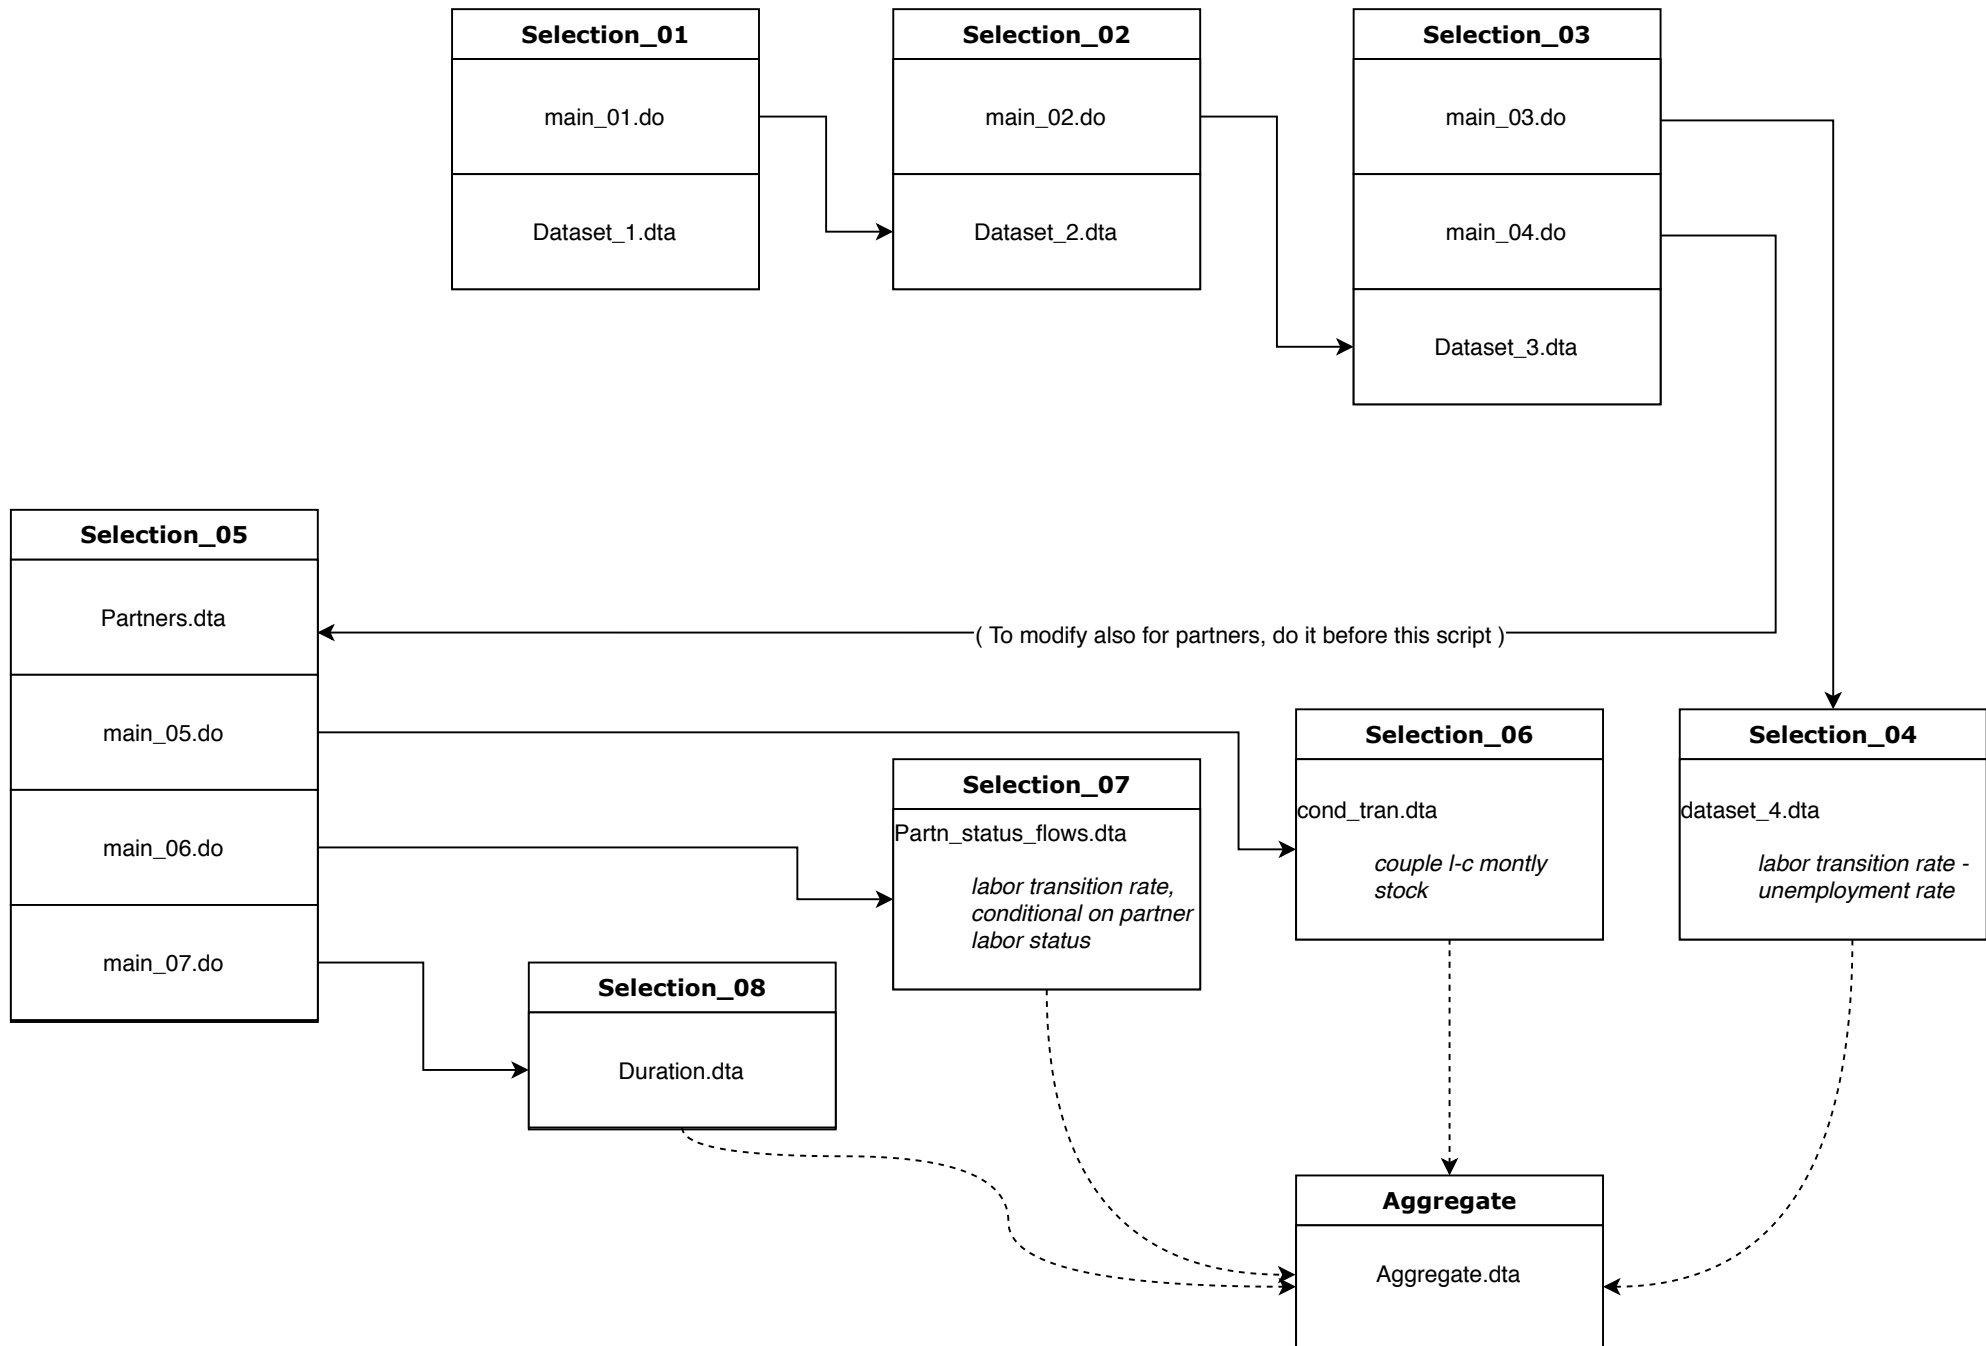 Selection_01
main_01.do
Dataset_1.dta
Selection_02
main_02.do
Dataset_2.dta
Selection_03
main_03.do
main_04.do
Dataset_3.dta
Selection_05
Partners.dta
main_05.do
main_06.do
main_07.do
( To modify also for partners, do it before this script )
Selection_08
Duration.dta
Selection_07
Partn_status_flows.dta
labor transition rate,
conditional on partner
labor status
Selection_06
cond_tran.dta
couple l-c montly
stock
Selection_04
dataset_4.dta
labor transition rate -
unemployment rate
Aggregate
Aggregate.dta